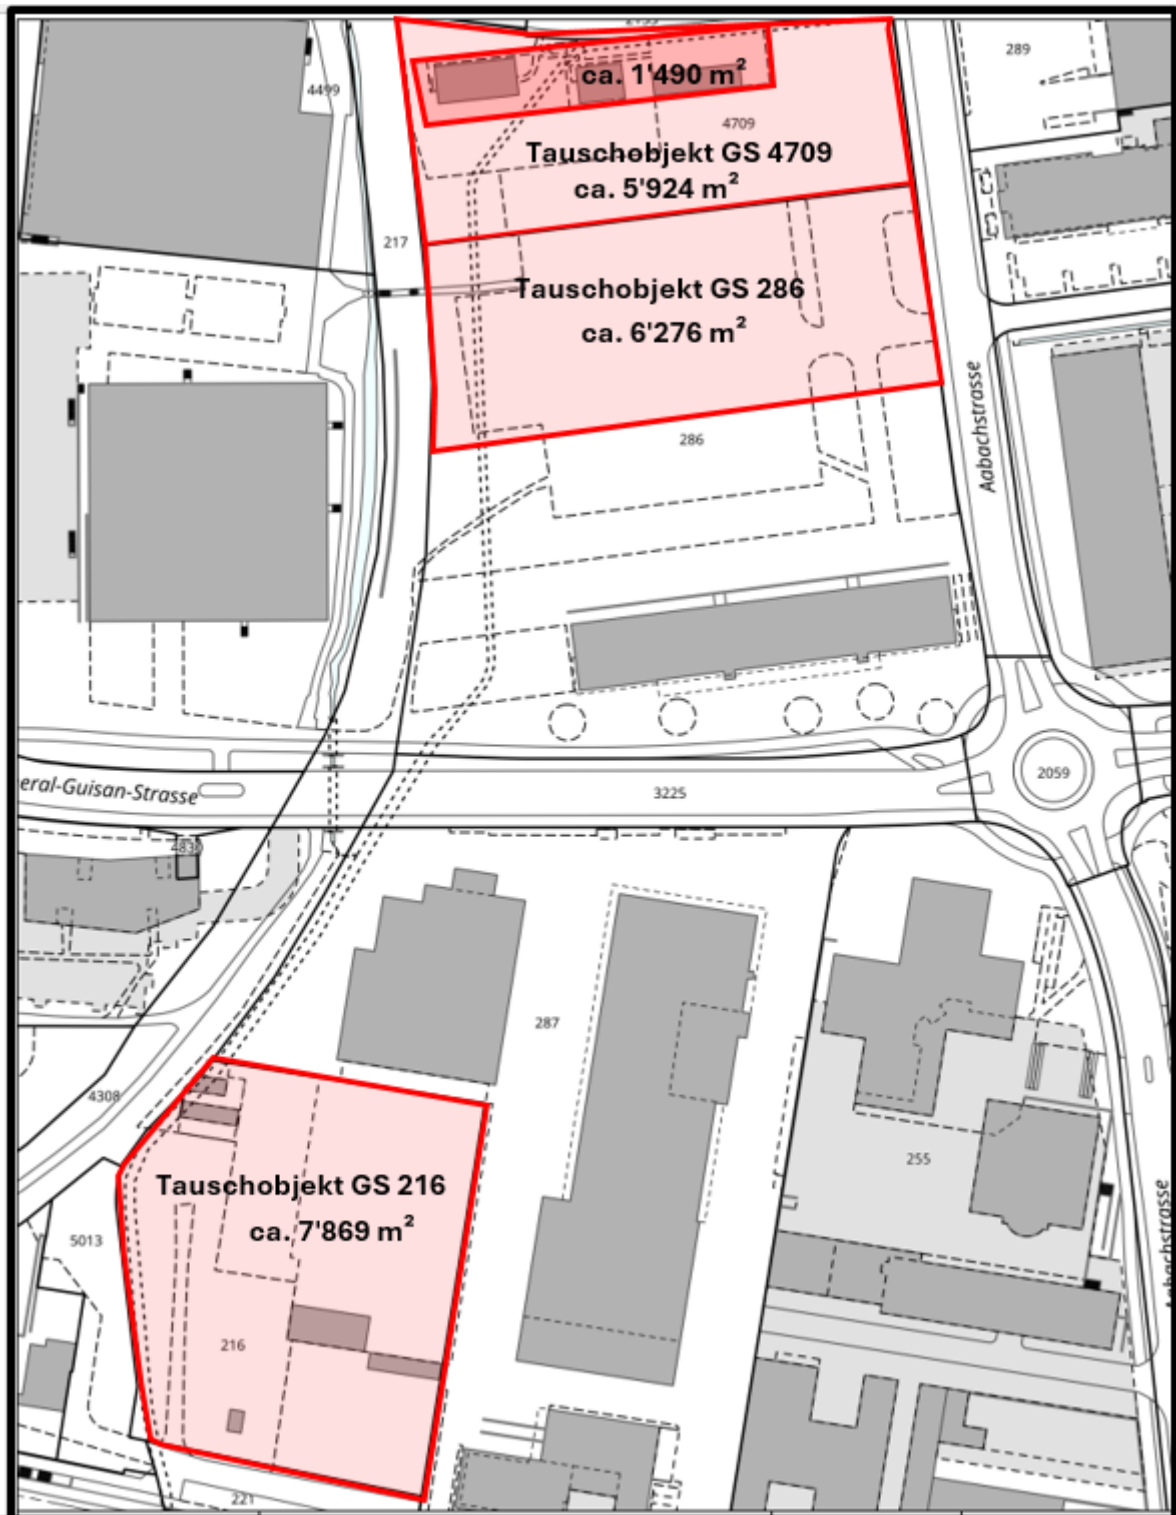 289
4499
ca. 1'490 m²
4709
Tauschobjekt GS 4709
ca. 5'924 m²
217
Tauschobjekt GS 286
ca. 6'276 m²
Aabachstrasse
286
2059
eral-Guisan-Strasse
3225
287
4308
255
Tauschobjekt GS 216
ca. 7'869 m²
5013
216
221